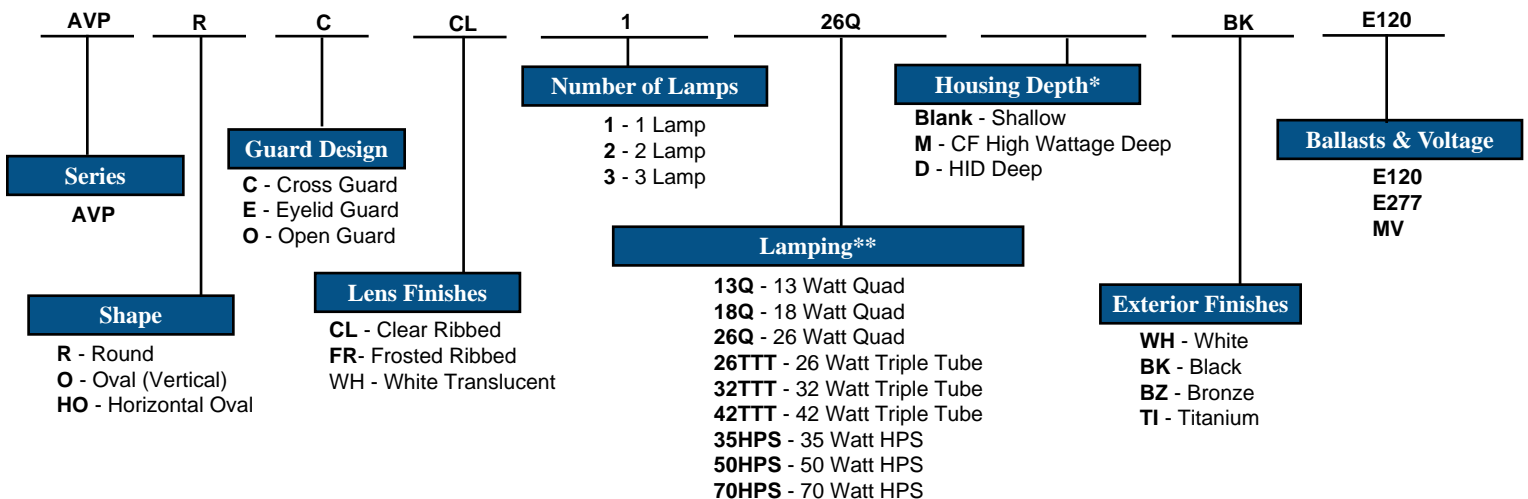 AVP R C CL 1 26Q BK E120
Series
AVP
Shape
R - Round
O - Oval (Vertical)
HO - Horizontal Oval
Guard Design
C - Cross Guard
E - Eyelid Guard
O - Open Guard
Lens Finishes
CL - Clear Ribbed
FR- Frosted Ribbed
WH - White Translucent
Number of Lamps
1 - 1 Lamp
2 - 2 Lamp
3 - 3 Lamp
Lamping**
13Q - 13 Watt Quad
18Q - 18 Watt Quad
26Q - 26 Watt Quad
26TTT - 26 Watt Triple Tube
32TTT - 32 Watt Triple Tube
42TTT - 42 Watt Triple Tube
35HPS - 35 Watt HPS
50HPS - 50 Watt HPS
70HPS - 70 Watt HPS
Housing Depth*
Blank - Shallow
M - CF High Wattage Deep
D - HID Deep
Exterior Finishes
WH - White
BK - Black
BZ - Bronze
TI - Titanium
Ballasts & Voltage
E120
E277
MV